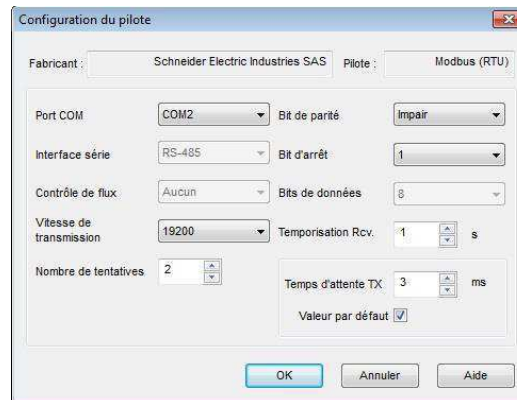 Configuration du pilote
Fabricant : Schneider Electric Industries SAS Pilote : Modbus (RTU)
Port COM COM2 Bit de parité Impair
Interface série RS-485 Bit d'arrêt 1
Contrôle de flux Aucun Bits de données 8
Vitesse de
transmission 19200 Temporisation Rcv. 1 s
Nombre de tentatives 2
Temps d'attente TX 3 ms
Valeur par défaut
OK Annuler Aide